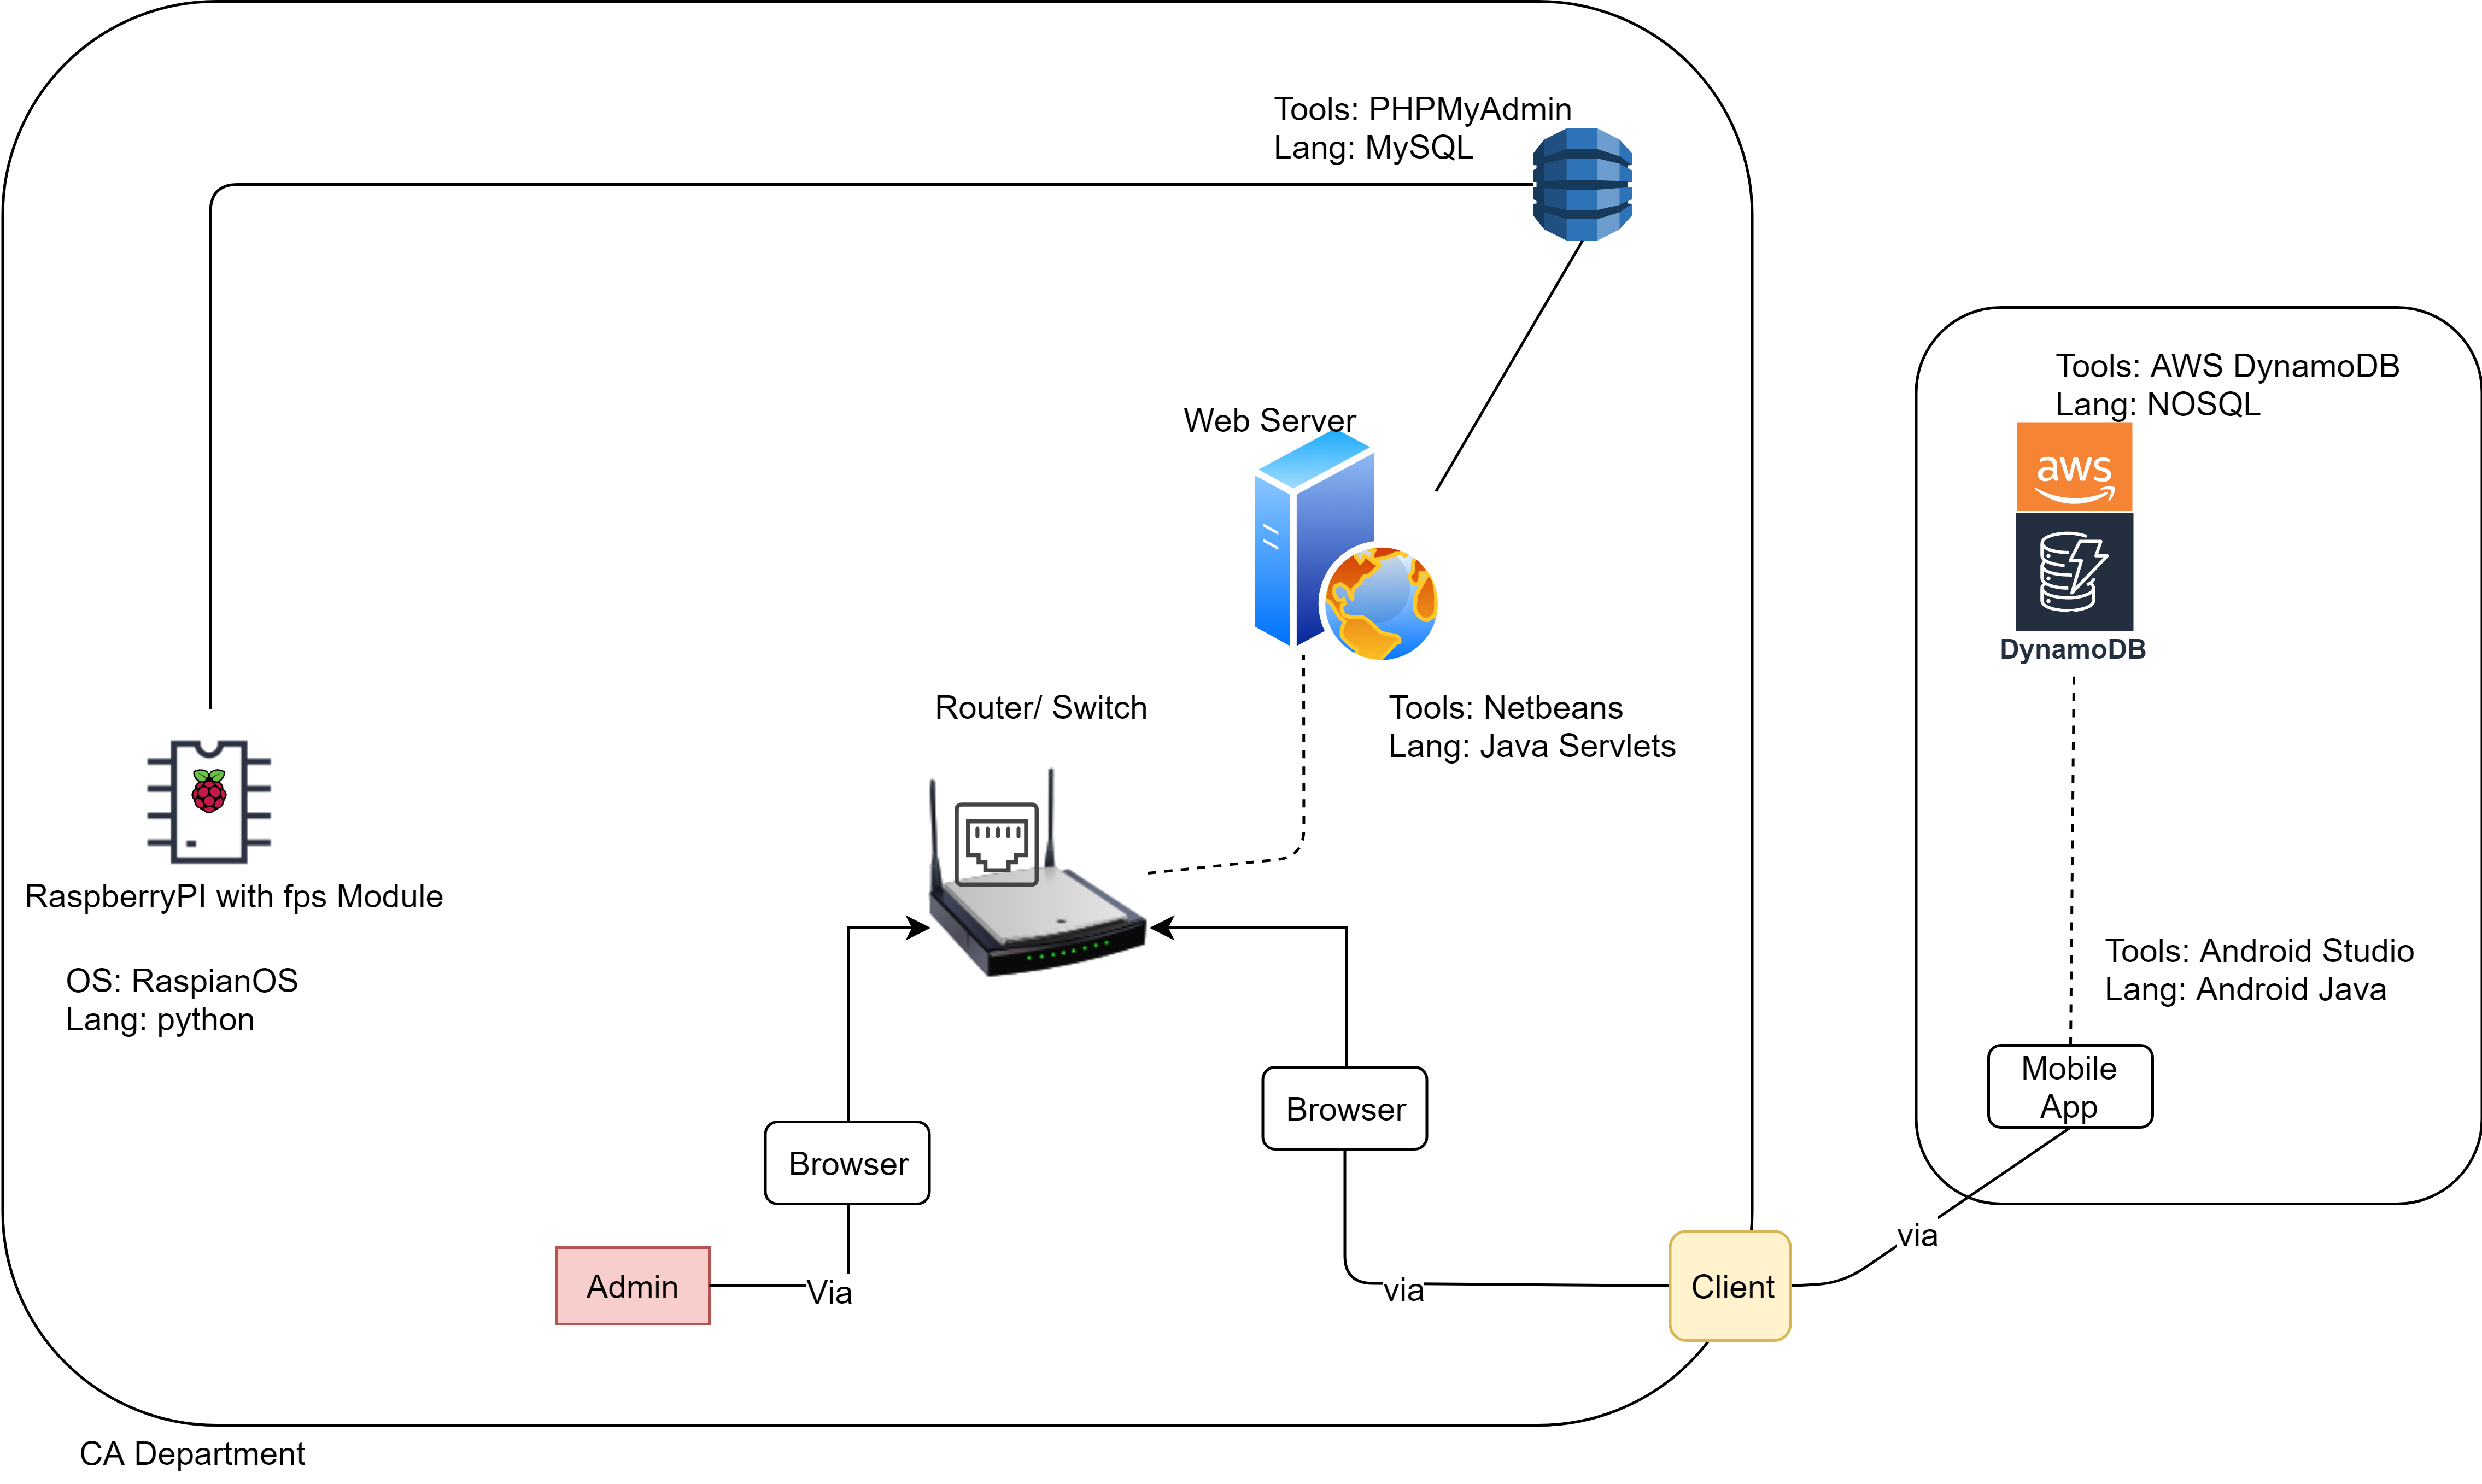 Tools: PHPMyAdmin
Lang: MySQL
Tools: AWS DynamoDB
Lang: NOSQL
aws
DynamoDB
Web Server
Router/ Switch
Tools: Netbeans
Lang: Java Servlets
RaspberryPI with fps Module
OS: RaspianOS
Lang: python
Tools: Android Studio
Lang: Android Java
Mobile
App
Browser
Browser
Admin
Via
via
Client
via
CA Department